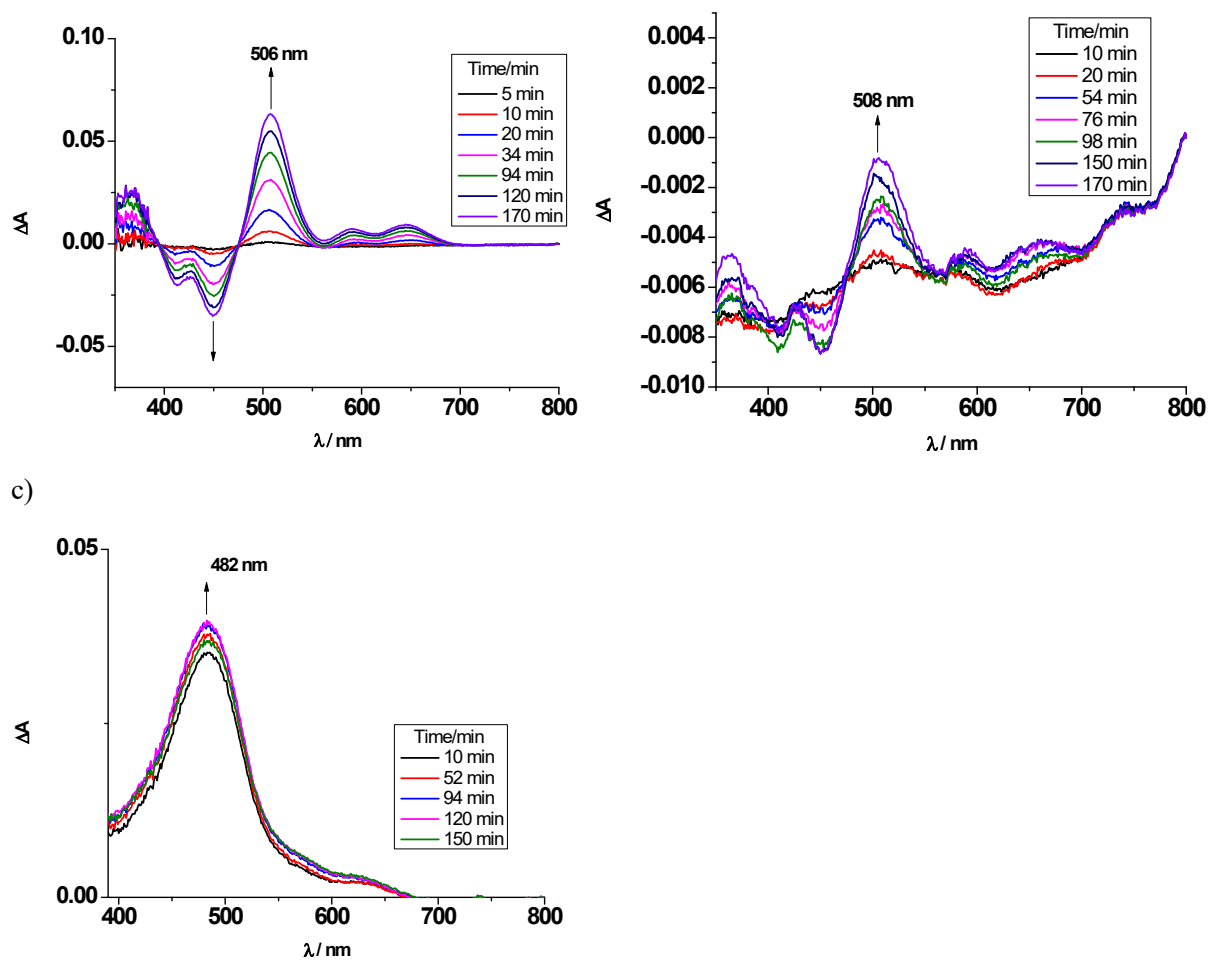 0.10
0.05
0.00
-0.05
ΔA
506 nm
Time/min
5 min
10 min
20 min
34 min
94 min
120 min
170 min
400 500 600 700 800
λ / nm
0.004
0.002
0.000
-0.002
-0.004
-0.006
-0.008
-0.010
ΔA
508 nm
Time/min
10 min
20 min
54 min
76 min
98 min
150 min
170 min
400 500 600 700 800
λ / nm
c)
0.05
0.00
ΔA
482 nm
Time/min
10 min
52 min
94 min
120 min
150 min
400 500 600 700 800
λ / nm